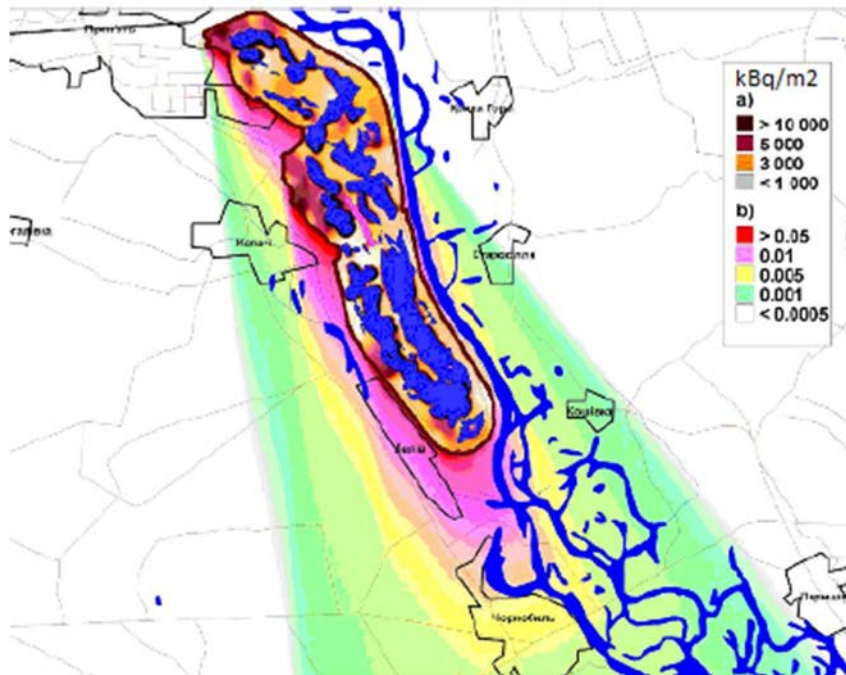 Прип'ять
kBq/m2
a)
> 10 000
5 000
3 000
< 1 000
b)
> 0.05
0.01
0.005
0.001
< 0.0005
Копачі
Старосілля
Кошівка
Чорнобиль